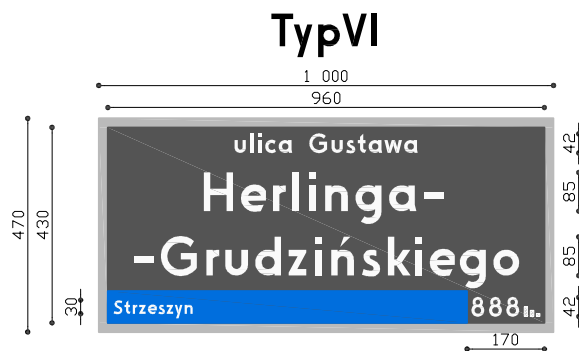 TypVI
1 000
960
ulica Gustawa
Herlinga-
-Grudzińskiego
Strzeszyn
888
470
430
30
42
85
85
42
170